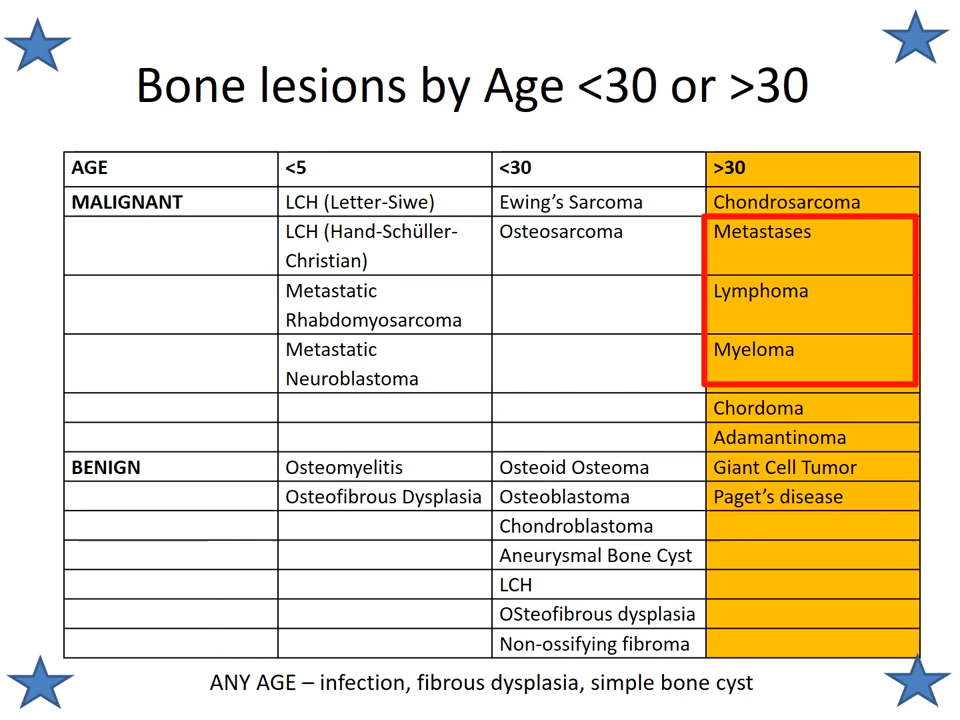 Bone lesions by Age <30 or >30
AGE <5 <30 >30
MALIGNANT LCH (Letter-Siwe) Ewing’s Sarcoma Chondrosarcoma
LCH (Hand-Schüller- Osteosarcoma Metastases
Christian)
Metastatic Lymphoma
Rhabdomyosarcoma
Metastatic Myeloma
Neuroblastoma
Chordoma
Adamantinoma
BENIGN Osteomyelitis Osteoid Osteoma Giant Cell Tumor
Osteofibrous Dysplasia Osteoblastoma Paget’s disease
Chondroblastoma
Aneurysmal Bone Cyst
LCH
OSteofibrous dysplasia
Non-ossifying fibroma
ANY AGE – infection, fibrous dysplasia, simple bone cyst